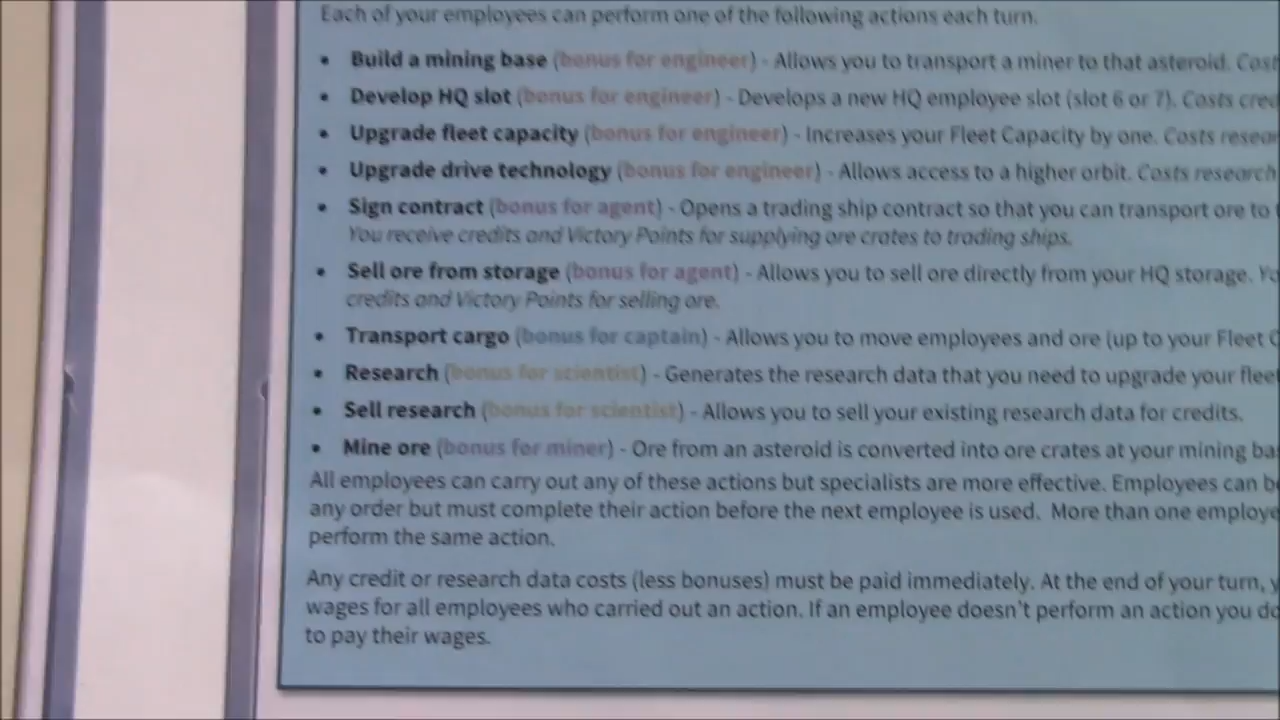 Each of your employees can perform one of the following actions each turn.
• Build a mining base (bonus for engineer) - Allows you to transport a miner to that asteroid. Cost
• Develop HQ slot (bonus for engineer) - Develops a new HQ employee slot (slot 6 or 7). Costs cred
• Upgrade fleet capacity (bonus for engineer) - Increases your Fleet Capacity by one. Costs resear
• Upgrade drive technology (bonus for engineer) - Allows access to a higher orbit. Costs research
• Sign contract (bonus for agent) - Opens a trading ship contract so that you can transport ore to
You receive credits and Victory Points for supplying ore crates to trading ships.
• Sell ore from storage (bonus for agent) - Allows you to sell ore directly from your HQ storage. Yo
credits and Victory Points for selling ore.
• Transport cargo (bonus for captain) - Allows you to move employees and ore (up to your Fleet C
• Research (bonus for scientist) - Generates the research data that you need to upgrade your fleet
• Sell research (bonus for scientist) - Allows you to sell your existing research data for credits.
• Mine ore (bonus for miner) - Ore from an asteroid is converted into ore crates at your mining bas
All employees can carry out any of these actions but specialists are more effective. Employees can be
any order but must complete their action before the next employee is used. More than one employe
perform the same action.
Any credit or research data costs (less bonuses) must be paid immediately. At the end of your turn, y
wages for all employees who carried out an action. If an employee doesn't perform an action you do
to pay their wages.